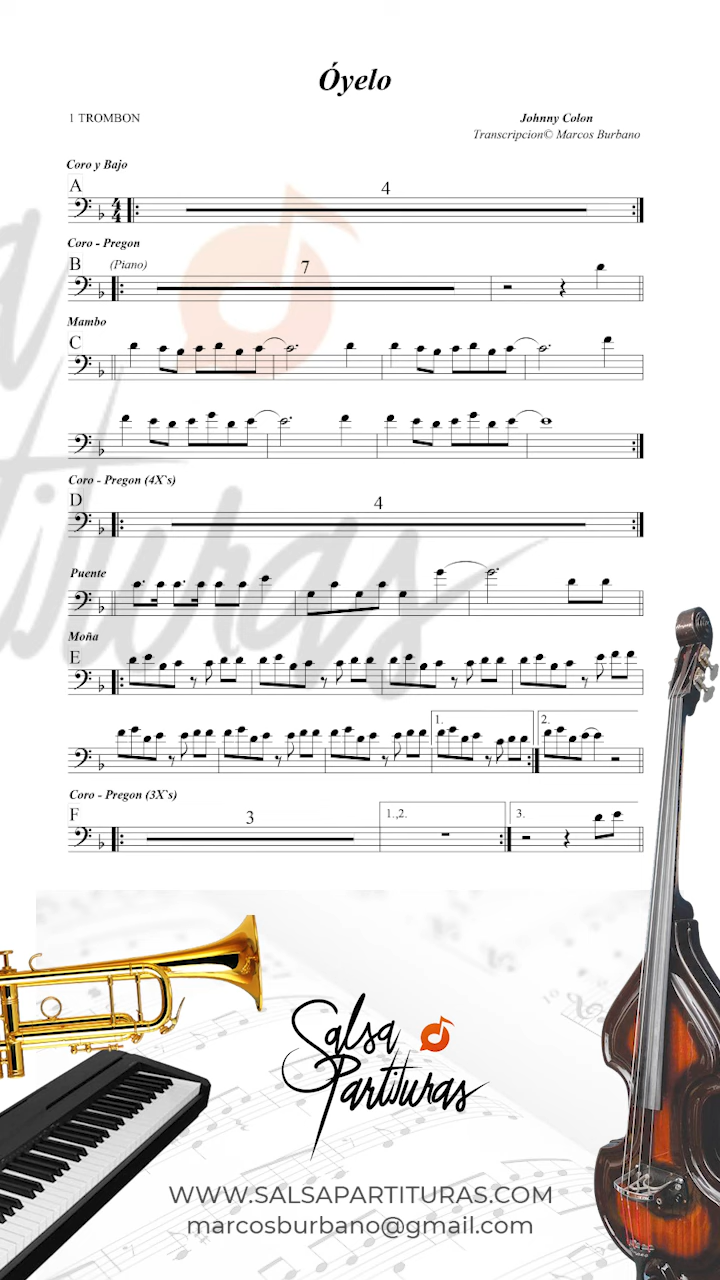 Óyelo
1 TROMBON
Johnny Colon
Transcripcion© Marcos Burbano
Coro y Bajo
A
4
Coro - Pregon
B
(Piano)
7
Mambo
C
Coro - Pregon (4X`s)
D
4
Puente
Moña
E
1.
2.
Coro - Pregon (3X`s)
F
3
1.,2.
3.
Salsa
Partituras
WWW.SALSAPARTITURAS.COM
marcosburbano@gmail.com